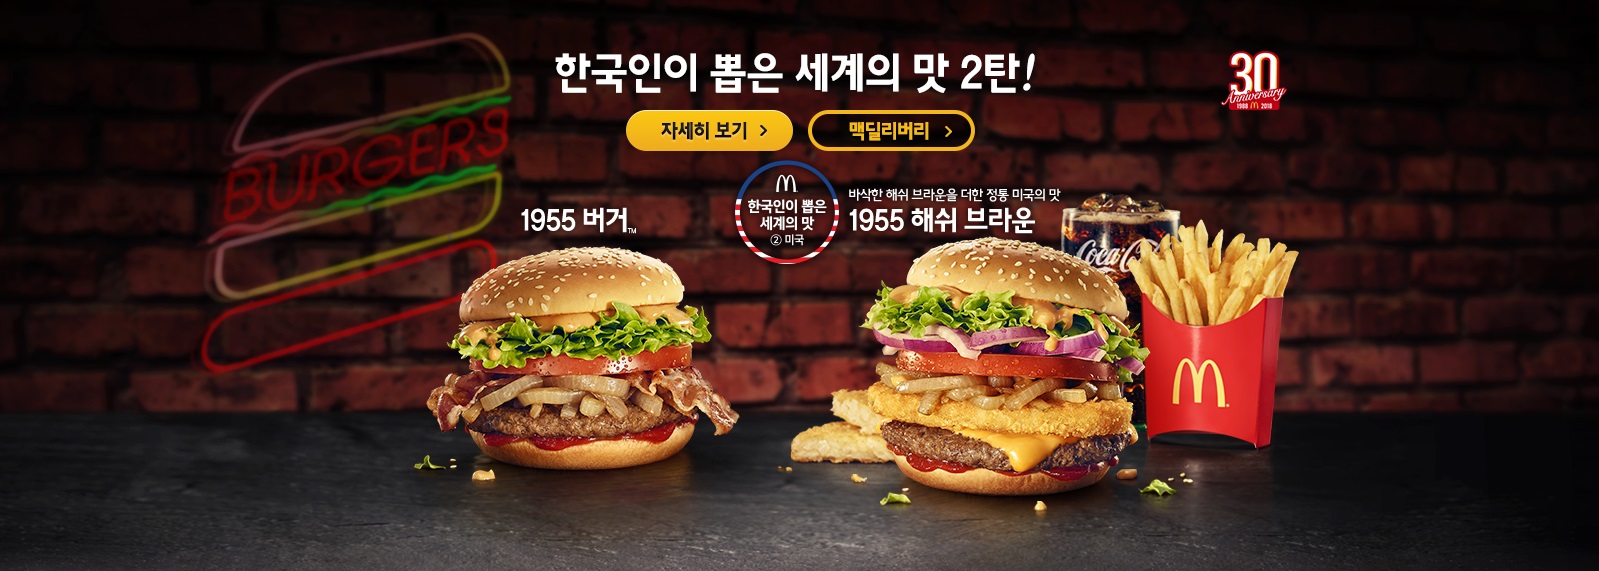 한국인이 뽑은 세계의 맛 2탄!
자세히 보기 >
맥딜리버리 >
30
Anniversary
1988 2018
BURGERS
1955 버거™
한국인이 뽑은
세계의 맛
② 미국
바삭한 해쉬 브라운을 더한 정통 미국의 맛
1955 해쉬 브라운
Coca-C